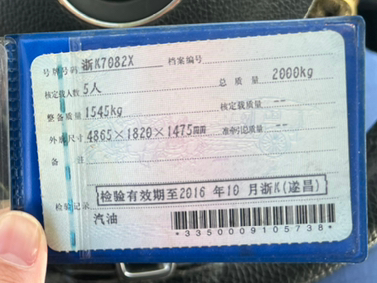 号牌号码 浙K7082X 档案编号
核定载人数 5人 总质量 2000kg
整备质量 1545kg 核定载质量 --
外廓尺寸 4865×1820×1475mm 准牵引总质量 --
备注
检验有效期至2016 年 10 月浙K(遂昌)
检验记录
汽油
*3350009105738*